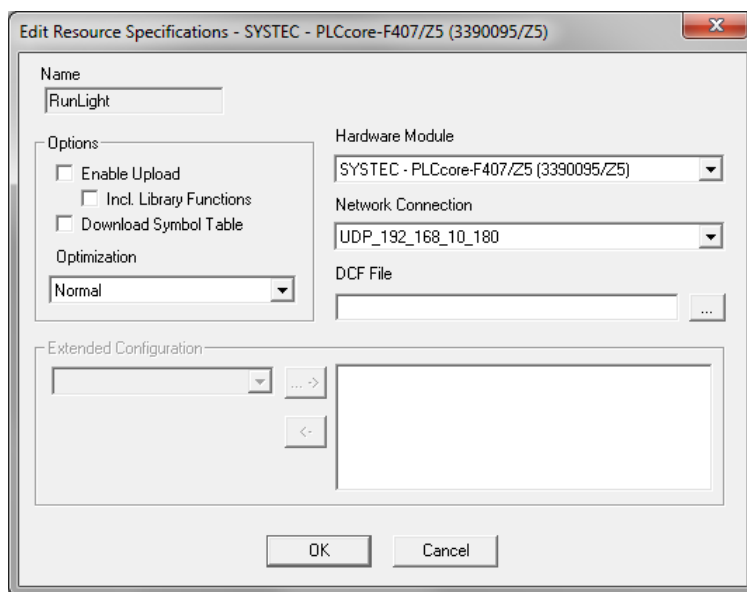 Edit Resource Specifications - SYSTEC - PLCcore-F407/Z5 (3390095/Z5)
x
Name
RunLight
Options
Enable Upload
Incl. Library Functions
Download Symbol Table
Optimization
Normal
Hardware Module
SYSTEC - PLCcore-F407/Z5 (3390095/Z5)
Network Connection
UDP_192_168_10_180
DCF File
...
Extended Configuration
... ->
<-
OK
Cancel